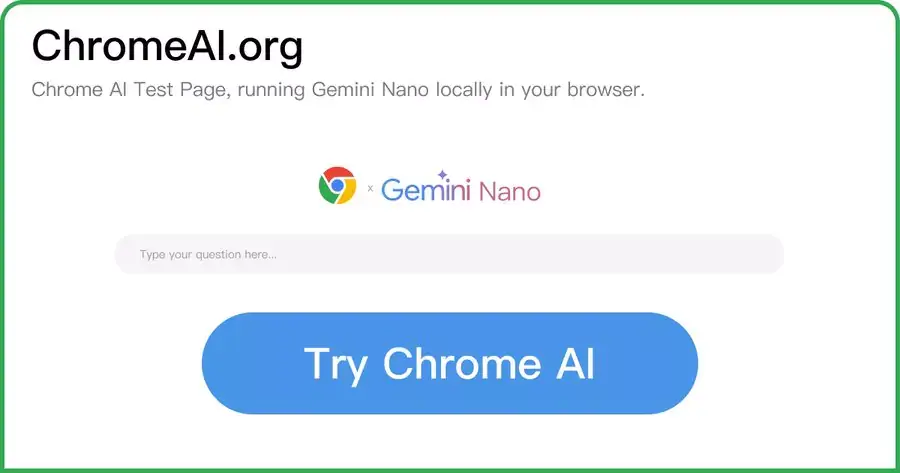 ChromeAI.org
Chrome AI Test Page, running Gemini Nano locally in your browser.
x Gemini Nano
Type your question here...
Try Chrome AI